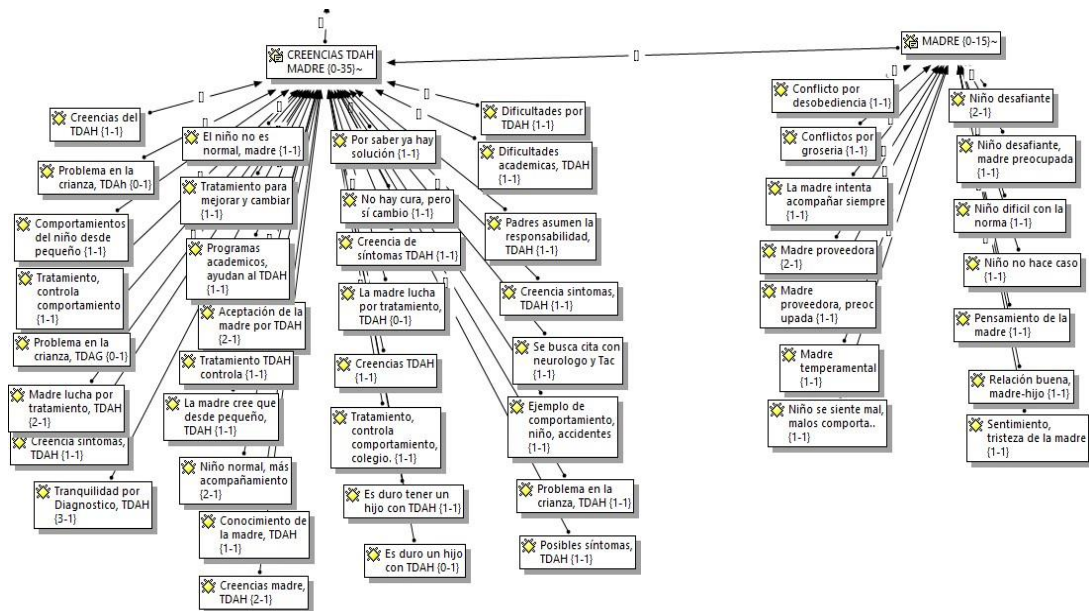 CREENCIAS TDAH
MADRE {0-35}~
MADRE {0-15}~
Creencias del
TDAH {1-1}
Problema en la
crianza, TDAh {0-1}
Comportamientos
del niño desde
pequeño {1-1}
Tratamiento,
controla
comportamiento
{1-1}
Problema en la
crianza, TDAG {0-1}
Madre lucha por
tratamiento, TDAH
{2-1}
Creencia sintomas,
TDAH {1-1}
Tranquilidad por
Diagnostico, TDAH
{3-1}
El niño no es
normal, madre {1-1}
Tratamiento para
mejorar y cambiar
{1-1}
Programas
academicos,
ayudan al TDAH
{1-1}
Aceptación de la
madre por TDAH
{2-1}
Tratamiento TDAH
controla {1-1}
La madre cree que
desde pequeño,
TDAH {1-1}
Niño normal, más
acompañamiento
{2-1}
Conocimiento de
la madre, TDAH
{1-1}
Creencias madre,
TDAH {2-1}
Por saber ya hay
solución {1-1}
No hay cura, pero
sí cambio {1-1}
Creencia de
síntomas TDAH {1-1}
La madre lucha
por tratamiento,
TDAH {0-1}
Creencias TDAH
{1-1}
Tratamiento,
controla
comportamiento,
colegio. {1-1}
Es duro tener un
hijo con TDAH {1-1}
Es duro un hijo
con TDAH {0-1}
Dificultades por
TDAH {1-1}
Dificultades
academicas, TDAH
{1-1}
Padres asumen la
responsabilidad,
TDAH {1-1}
Creencia sintomas,
TDAH {1-1}
Se busca cita con
neurologo y Tac
{1-1}
Ejemplo de
comportamiento,
niño, accidentes
{1-1}
Problema en la
crianza, TDAH {1-1}
Posibles síntomas,
TDAH {1-1}
Conflicto por
desobediencia {1-1}
Conflictos por
groseria {1-1}
La madre intenta
acompañar siempre
{1-1}
Madre proveedora
{2-1}
Madre
proveedora, preoc
upada {1-1}
Madre
temperamental
{1-1}
Niño se siente mal,
malos comporta..
{1-1}
Niño desafiante
{2-1}
Niño desafiante,
madre preocupada
{1-1}
Niño dificil con la
norma {1-1}
Niño no hace caso
{1-1}
Pensamiento de la
madre {1-1}
Relación buena,
madre-hijo {1-1}
Sentimiento,
tristeza de la madre
{1-1}